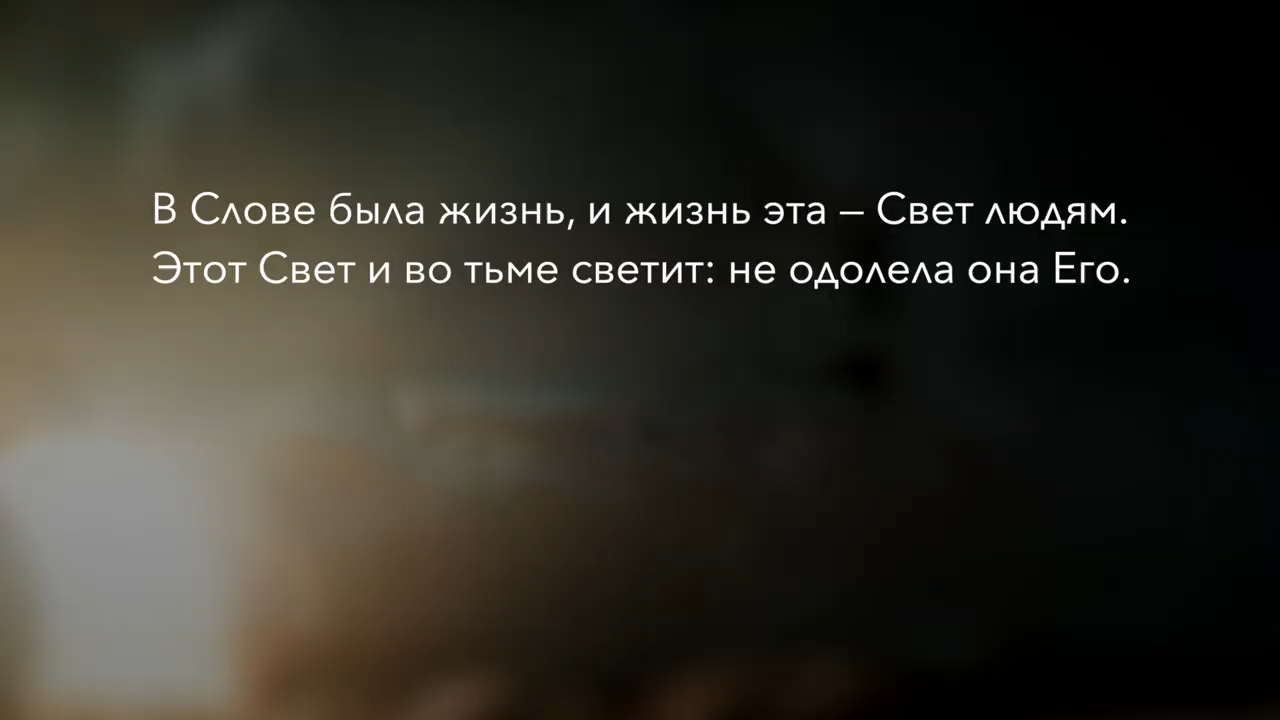 В Слове была жизнь, и жизнь эта – Свет людям.
Этот Свет и во тьме светит: не одолела она Его.